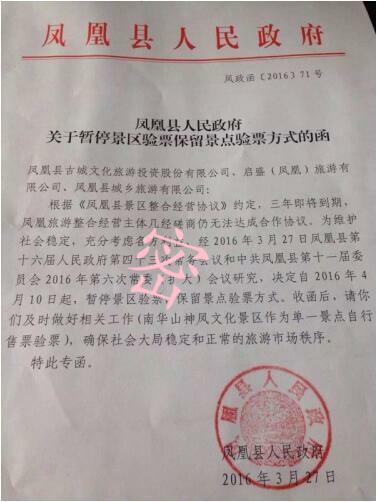 凤凰县人民政府
凤政函〔2016〕71号
凤凰县人民政府
关于暂停景区验票保留景点验票方式的函
凤凰县古城文化旅游投资股份有限公司、启盛（凤凰）旅游有
限公司、凤凰县城乡旅游有限公司：
根据《凤凰县景区整合经营协议》约定，三年即将到期，
凤凰旅游整合经营主体几经磋商仍无法达成合作协议。为维护
社会稳定，充分考虑各方利益，经2016年3月27日凤凰县第
十六届人民政府第四十三次常务会议和中共凤凰县第十一届
委员会2016年第六次常委（扩大）会议研究，决定自2016年4
月10日起，暂停景区验票，保留景点验票方式。收函后，请你
们及时做好相关工作（南华山神凤文化景区作为单一景点自行
售票验票），确保社会大局稳定和正常的旅游市场秩序。
特此专函。
凤凰县人民政府
凤凰县人民政府
2016年3月27日